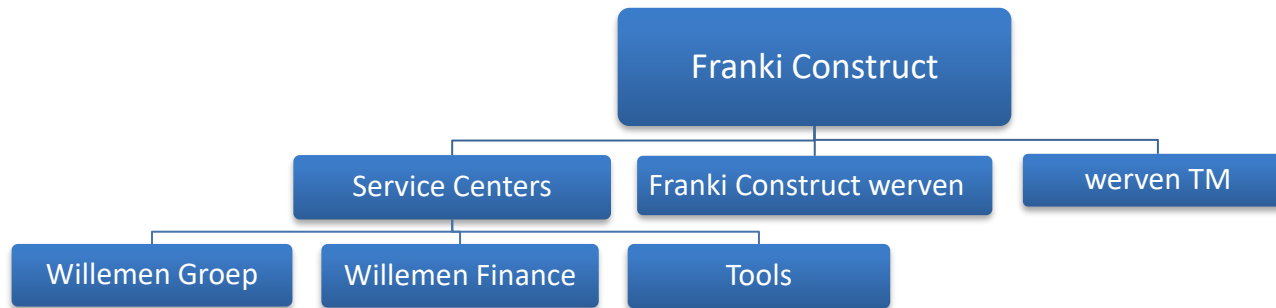 Franki Construct
Service Centers
Franki Construct werven
werven TM
Willemen Groep
Willemen Finance
Tools